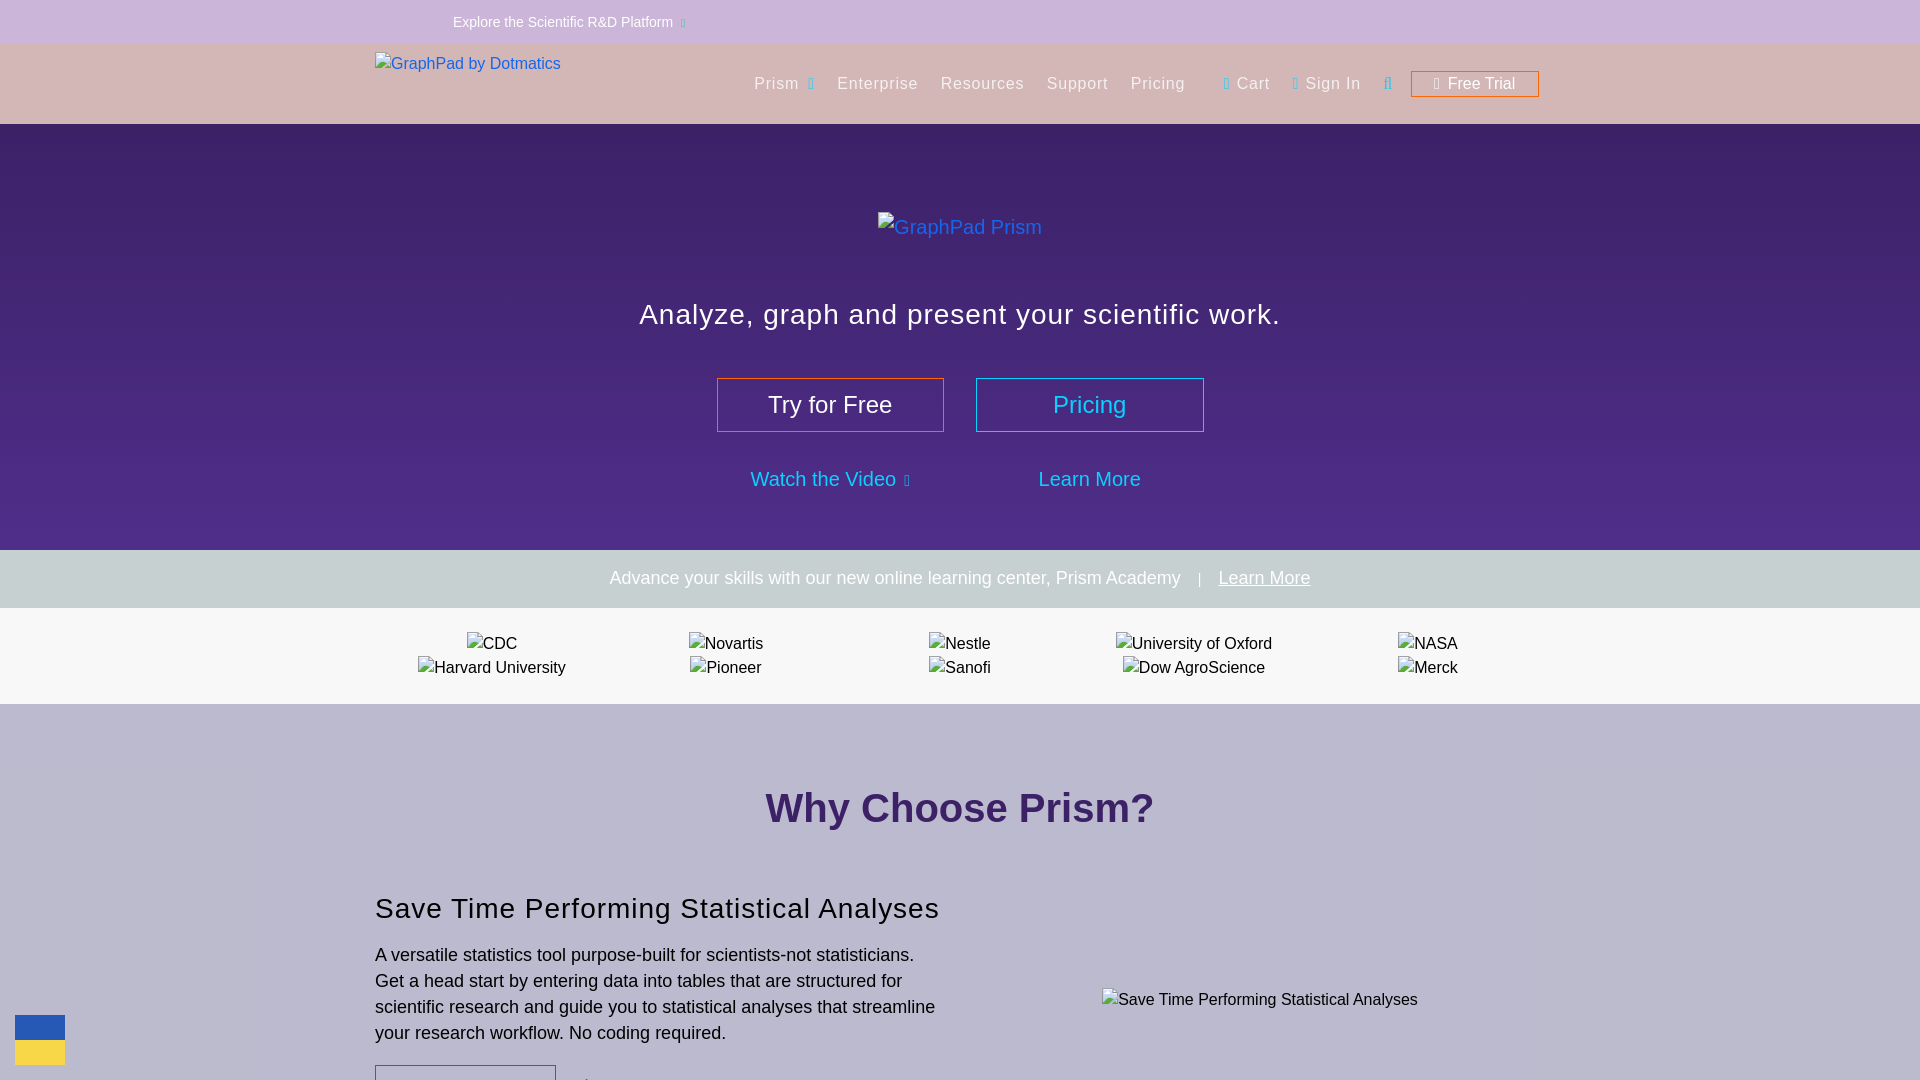 Explore the Scientific R&D Platform
GraphPad by Dotmatics
Prism Enterprise Resources Support Pricing Cart Sign In Free Trial
GraphPad Prism
Analyze, graph and present your scientific work.
Try for Free Pricing
Watch the Video Learn More
Advance your skills with our new online learning center, Prism Academy | Learn More
CDC Novartis Nestle University of Oxford NASA
Harvard University Pioneer Sanofi Dow AgroScience Merck
Why Choose Prism?
Save Time Performing Statistical Analyses
A versatile statistics tool purpose-built for scientists-not statisticians.
Get a head start by entering data into tables that are structured for
scientific research and guide you to statistical analyses that streamline
your research workflow. No coding required.
Save Time Performing Statistical Analyses